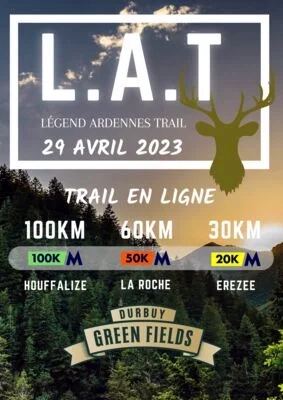 L.A.T
LÉGEND ARDENNES TRAIL
29 AVRIL 2023
TRAIL EN LIGNE
100KM 60KM 30KM
100K M 50K M 20K M
HOUFFALIZE LA ROCHE EREZEE
DURBUY
GREEN FIELDS